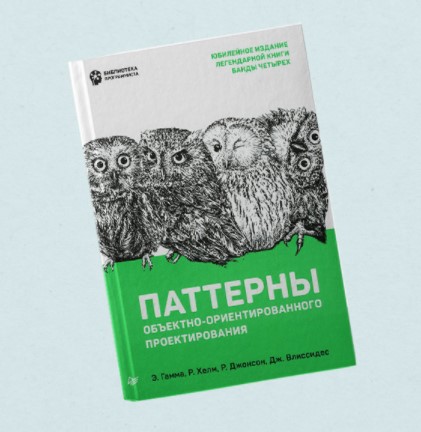 БИБЛИОТЕКА
ПРОГРАММИСТА
ЮБИЛЕЙНОЕ ИЗДАНИЕ
ЛЕГЕНДАРНОЙ КНИГИ
БАНДЫ ЧЕТЫРЕХ
ПАТТЕРНЫ
ОБЪЕКТНО-ОРИЕНТИРОВАННОГО
ПРОЕКТИРОВАНИЯ
Э. Гамма, Р. Хелм, Р. Джонсон, Дж. Влиссидес